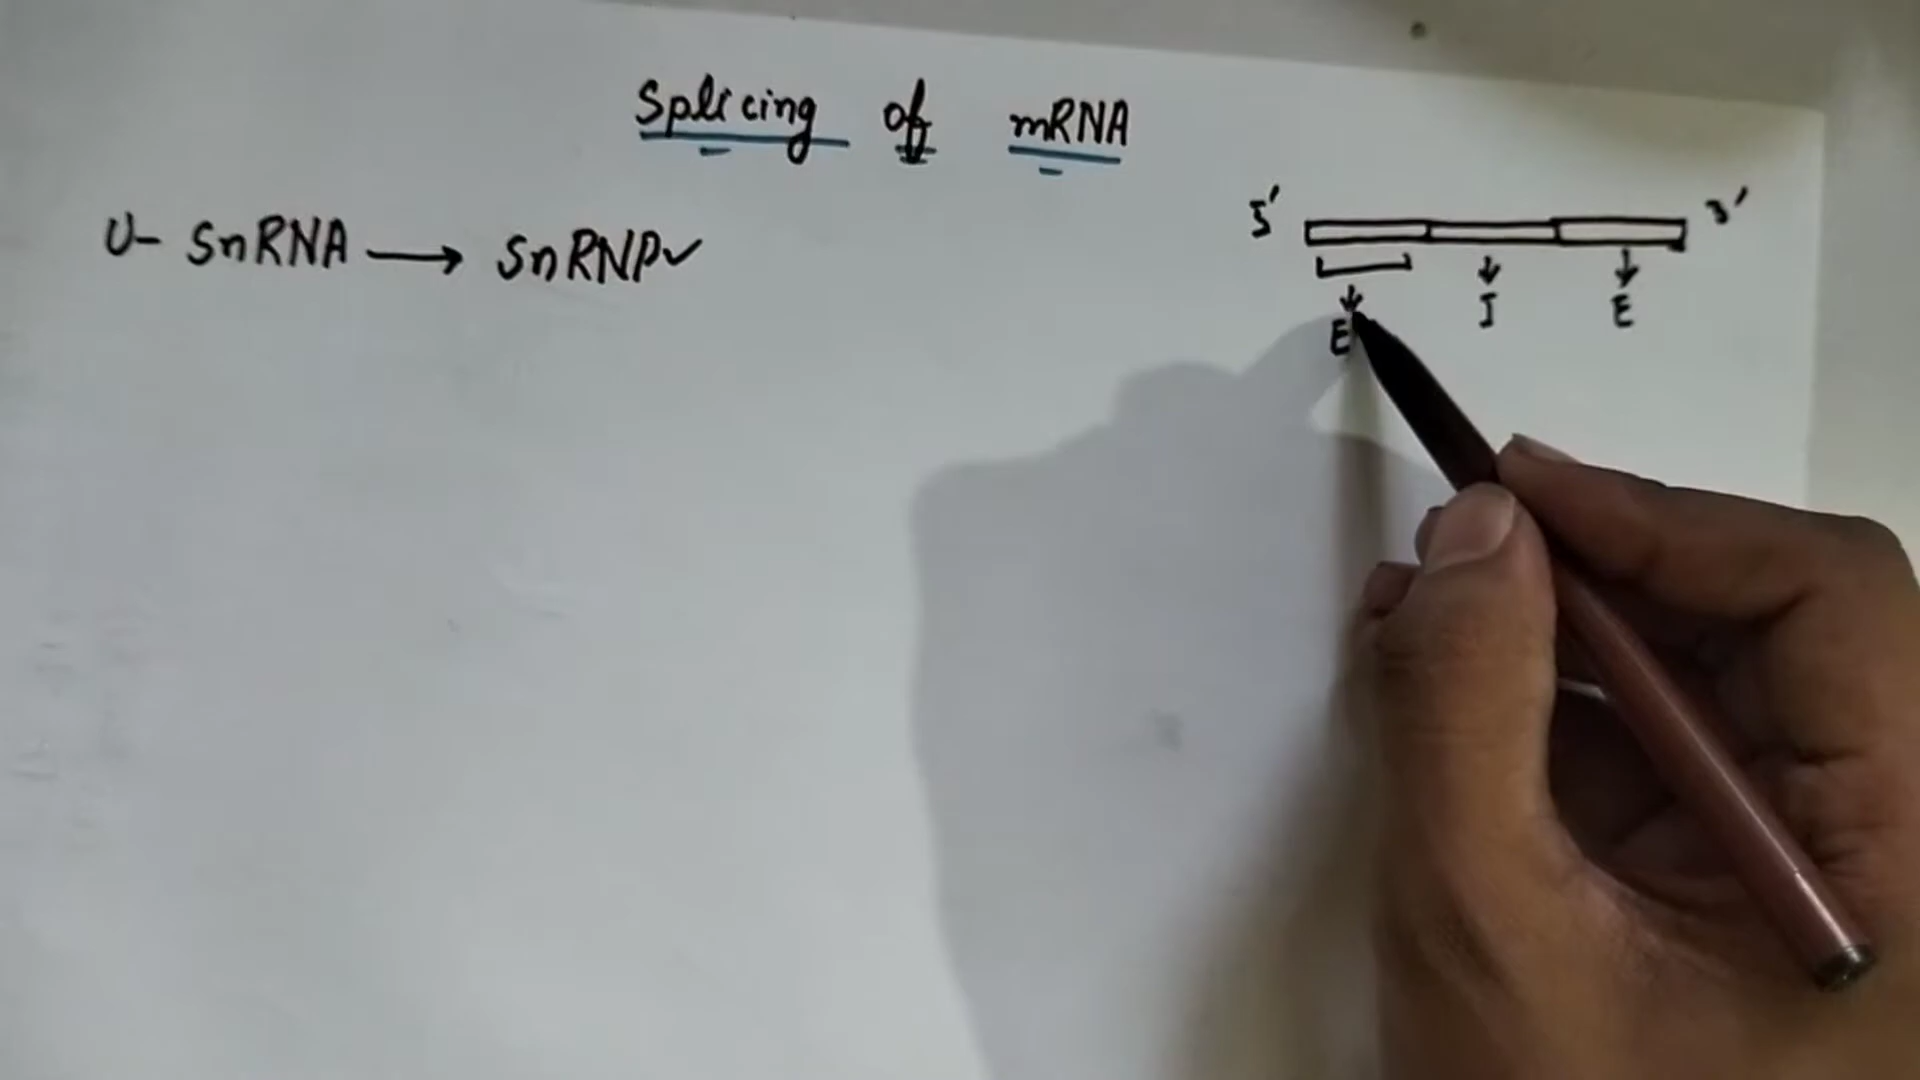 Splicing of mRNA
U- SnRNA → SnRNP✓
5' 3'
E I E